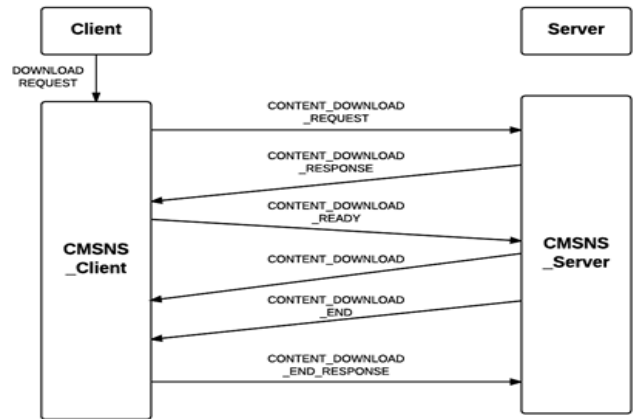 Client
Server
DOWNLOAD
REQUEST
CONTENT_DOWNLOAD
_REQUEST
CONTENT_DOWNLOAD
_RESPONSE
CONTENT_DOWNLOAD
_READY
CMSNS
_Client
CMSNS
_Server
CONTENT_DOWNLOAD
CONTENT_DOWNLOAD
_END
CONTENT_DOWNLOAD
_END_RESPONSE